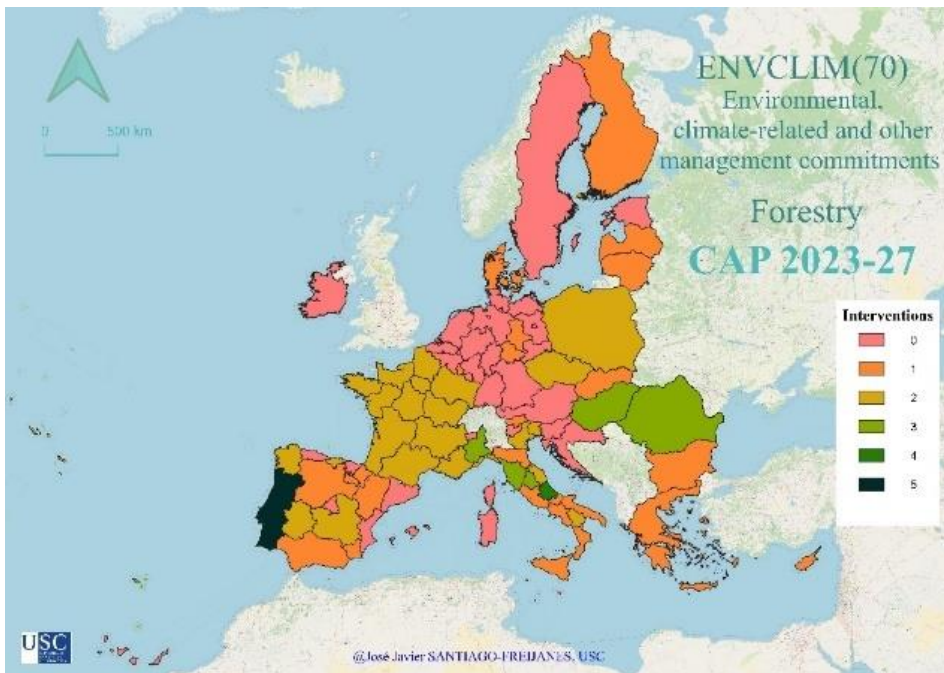 ENVCLIM(70)
Environmental,
climate-related and other
management commitments
Forestry
CAP 2023-27
0 500 km
Interventions
0
1
2
3
4
5
USC
@José Javier SANTIAGO-FREIJANES. USC